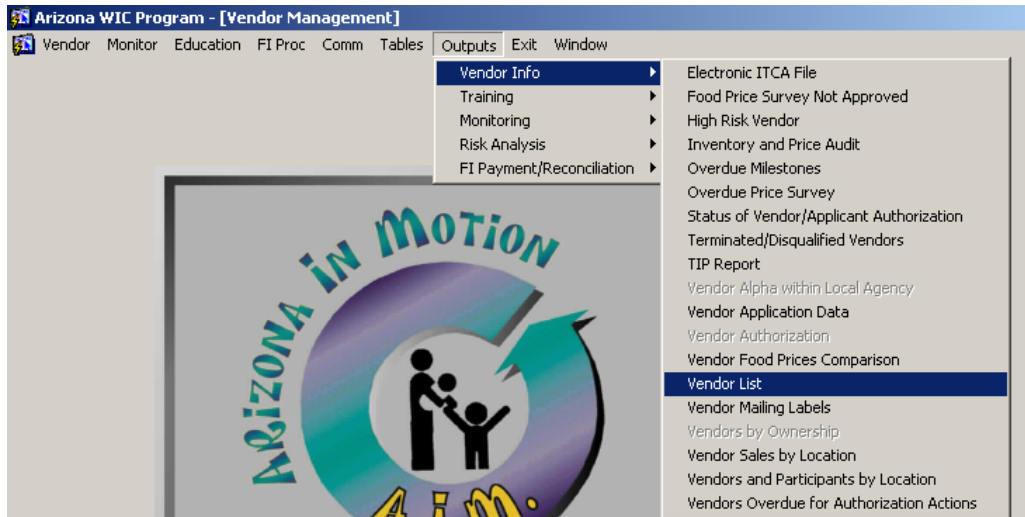 Arizona WIC Program - [Vendor Management]
Vendor Monitor Education FI Proc Comm Tables Outputs Exit Window
Vendor Info
Training
Monitoring
Risk Analysis
FI Payment/Reconciliation
Electronic ITCA File
Food Price Survey Not Approved
High Risk Vendor
Inventory and Price Audit
Overdue Milestones
Overdue Price Survey
Status of Vendor/Applicant Authorization
Terminated/Disqualified Vendors
TIP Report
Vendor Alpha within Local Agency
Vendor Application Data
Vendor Authorization
Vendor Food Prices Comparison
Vendor List
Vendor Mailing Labels
Vendors by Ownership
Vendor Sales by Location
Vendors and Participants by Location
Vendors Overdue for Authorization Actions
ARIZONA IN MOTION
A.I.M.